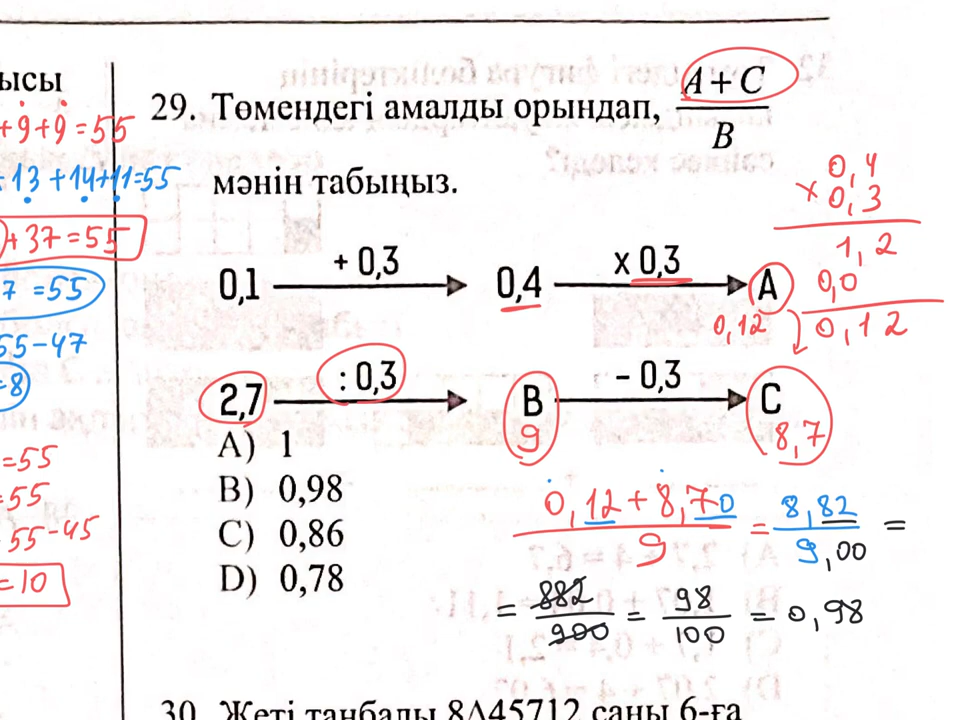 ысы
+ 9 + 9 = 55
+ 13 + 14 + 11 = 55
+ 37 = 55
7 = 55
55 - 47
= 8
= 55
= 55
55 - 45
= 10
29. Төмендегі амалды орындап, A + C / B
мәнін табыңыз.
0,1 + 0,3 0,4 x 0,3 A
0,12
0,4
× 0,3
1,2
0,0
0,12
2,7 : 0,3 B - 0,3 C
9 8,7
A) 1
B) 0,98
C) 0,86
D) 0,78
0,12 + 8,70 / 9 = 8,82 / 9,00 =
= 882 / 900 = 98 / 100 = 0,98
30. Жеті таңбалы 8A45712 саны 6-ға